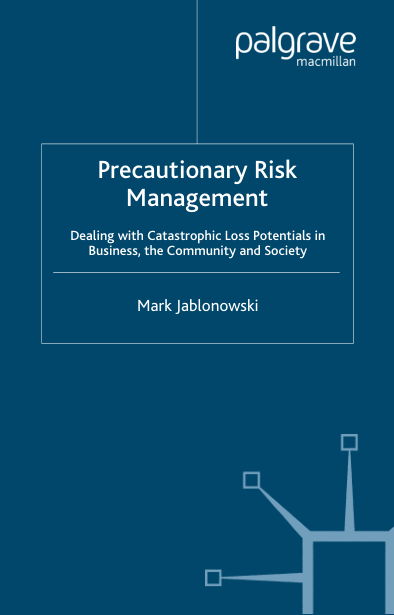 palgrave
macmillan
Precautionary Risk
Management
Dealing with Catastrophic Loss Potentials in
Business, the Community and Society
Mark Jablonowski